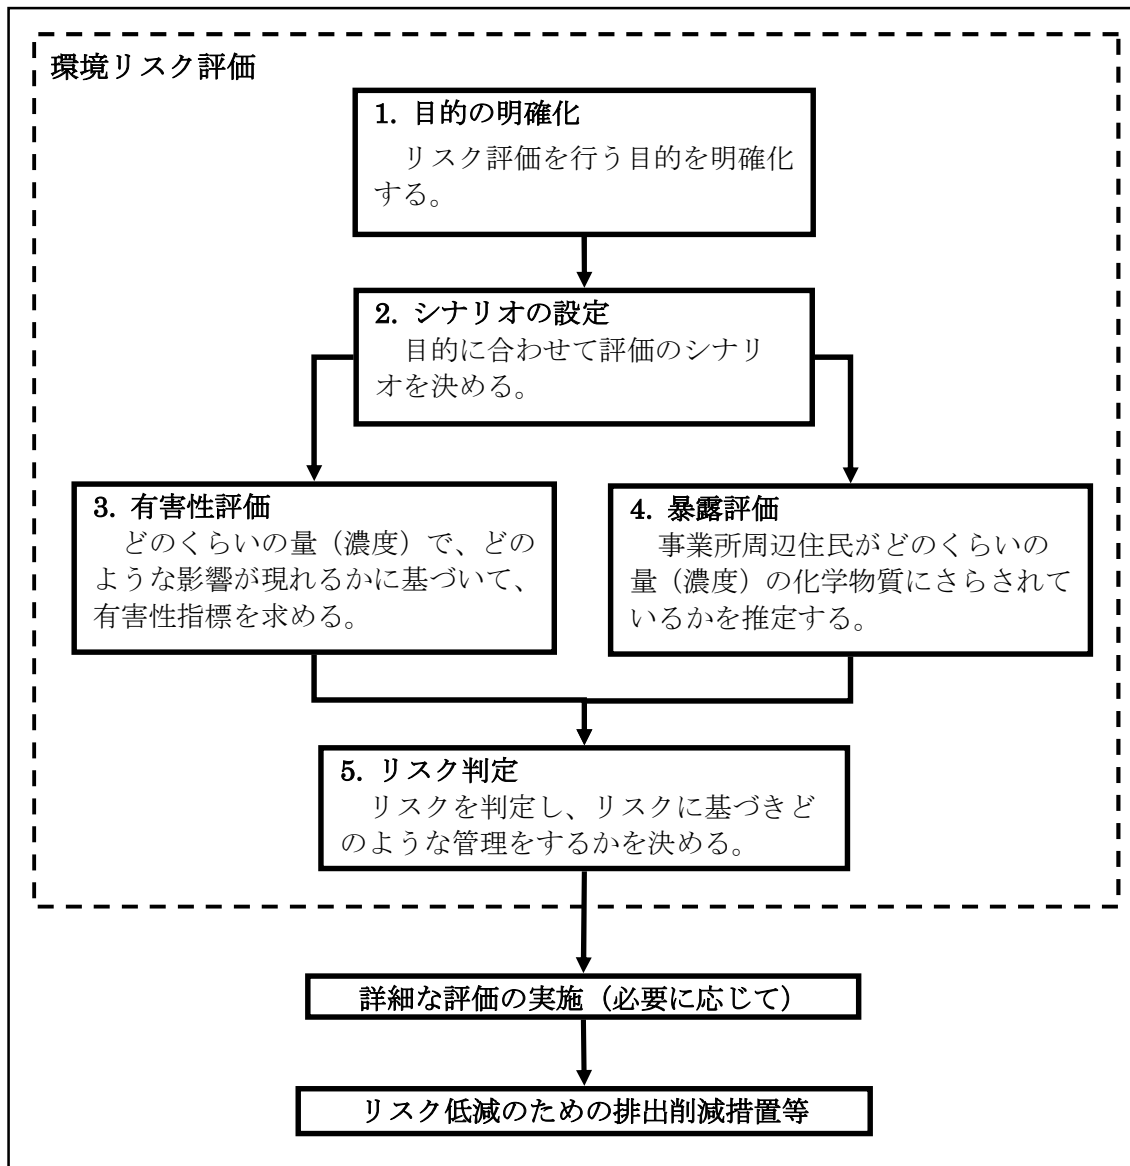 環境リスク評価
1. 目的の明確化
リスク評価を行う目的を明確化
する。
2. シナリオの設定
目的に合わせて評価のシナリ
オを決める。
3. 有害性評価
どのくらいの量（濃度）で、どの
ような影響が現れるかに基づいて、
有害性指標を求める。
4. 暴露評価
事業所周辺住民がどのくらいの
量（濃度）の化学物質にさらされて
いるかを推定する。
5. リスク判定
リスクを判定し、リスクに基づきど
のような管理をするかを決める。
詳細な評価の実施（必要に応じて）
リスク低減のための排出削減措置等